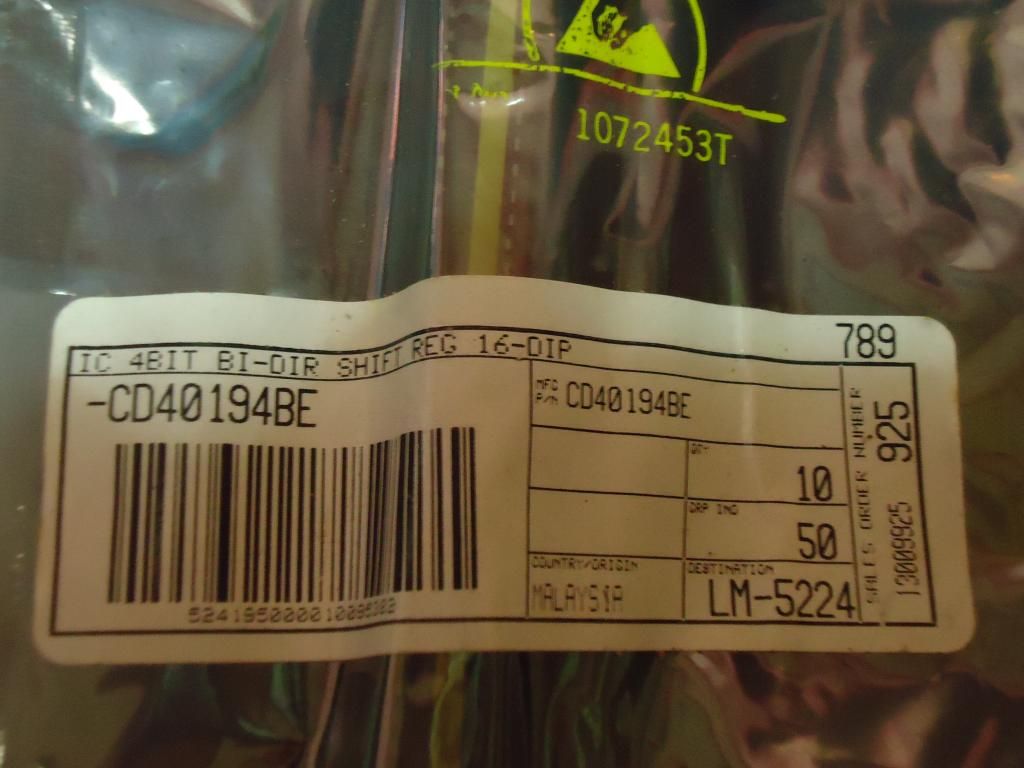 1072453T
789
IC 4BIT BI-DIR SHIFT REG 16-DIP
-CD40194BE
MFG
P/N CD40194BE
QTY
10
50
COUNTRY/ORIGIN
MALAYSIA
DESTINATION
LM-5224
SALES ORDER NUMBER
925
13009925